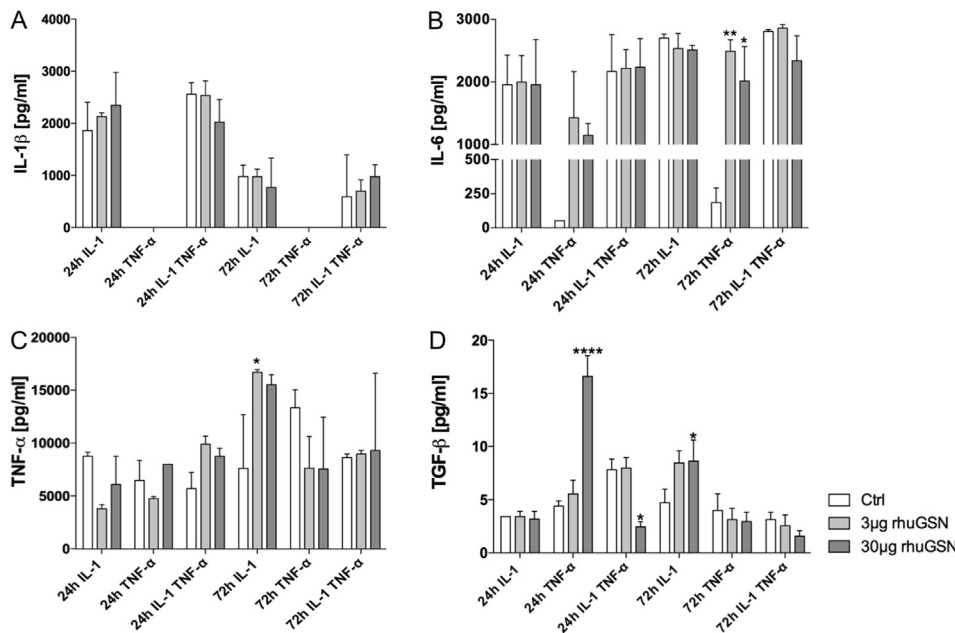 A
IL-1β [pg/ml]
4000
3000
2000
1000
0
24h IL-1
24h TNF-α
24h IL-1 TNF-α
72h IL-1
72h TNF-α
72h IL-1 TNF-α
B
IL-6 [pg/ml]
3000
2000
1000
500
250
0
** *
24h IL-1
24h TNF-α
24h IL-1 TNF-α
72h IL-1
72h TNF-α
72h IL-1 TNF-α
C
TNF-α [pg/ml]
20000
15000
10000
5000
0
*
24h IL-1
24h TNF-α
24h IL-1 TNF-α
72h IL-1
72h TNF-α
72h IL-1 TNF-α
D
TGF-β [pg/ml]
20
15
10
5
0
****
*
*
24h IL-1
24h TNF-α
24h IL-1 TNF-α
72h IL-1
72h TNF-α
72h IL-1 TNF-α
Ctrl
3µg rhuGSN
30µg rhuGSN